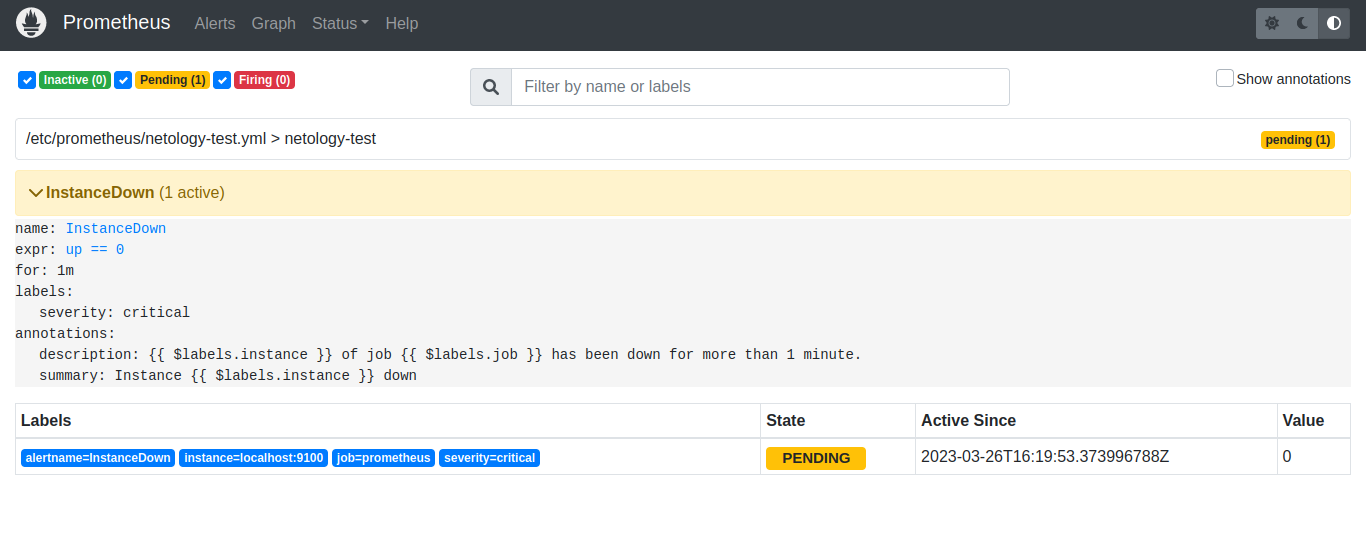 Prometheus Alerts Graph Status Help
Inactive (0) Pending (1) Firing (0) Filter by name or labels Show annotations
/etc/prometheus/netology-test.yml > netology-test pending (1)
InstanceDown (1 active)
name: InstanceDown
expr: up == 0
for: 1m
labels:
severity: critical
annotations:
description: {{ $labels.instance }} of job {{ $labels.job }} has been down for more than 1 minute.
summary: Instance {{ $labels.instance }} down
Labels State Active Since Value
alertname=InstanceDown instance=localhost:9100 job=prometheus severity=critical PENDING 2023-03-26T16:19:53.373996788Z 0